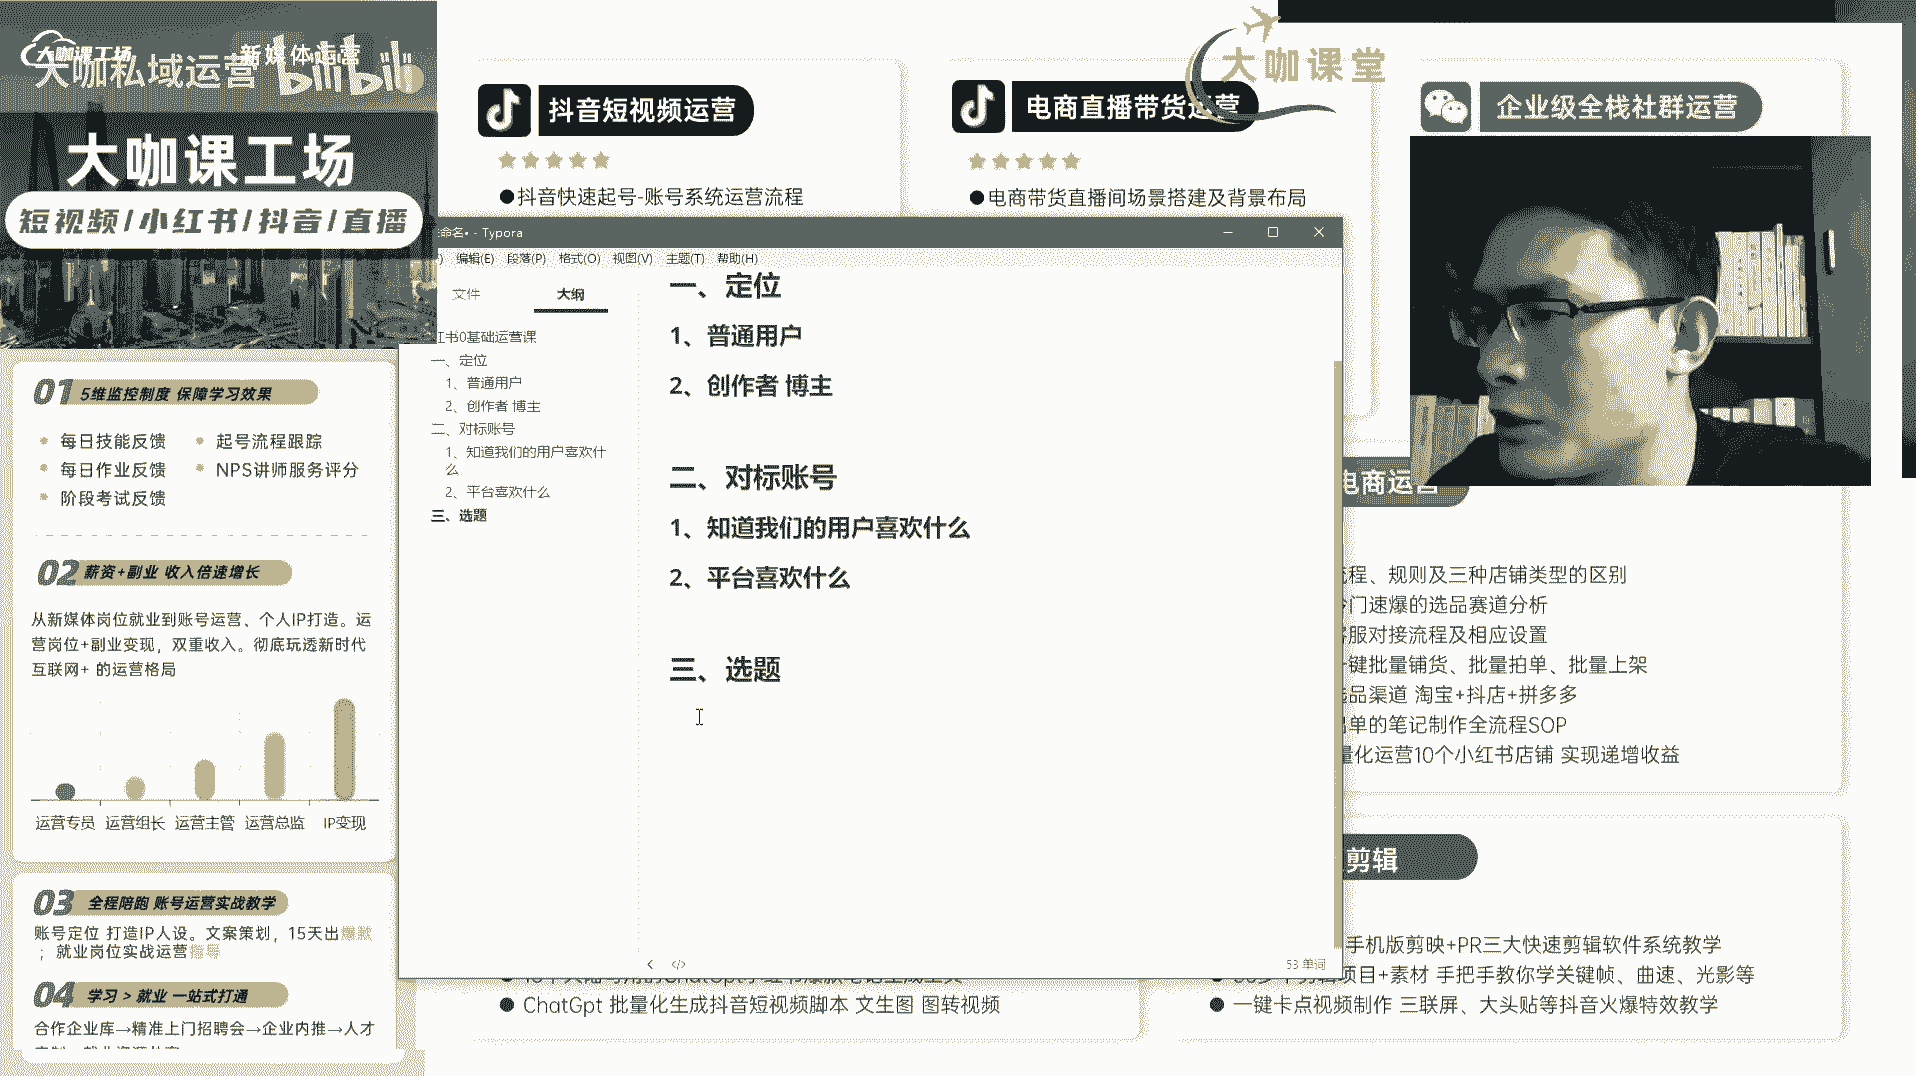 大咖课工场
大咖私域运营
新媒体运营
bilibili
大咖课工场
短视频/小红书/抖音/直播
01 5维监控制度 保障学习效果
每日技能反馈
起号流程跟踪
每日作业反馈
NPS讲师服务评分
阶段考试反馈
02 薪资+副业 收入倍速增长
从新媒体岗位就业到账号运营、个人IP打造。运
营岗位+副业变现，双重收入。彻底玩透新时代
互联网+ 的运营格局
运营专员 运营组长 运营主管 运营总监 IP变现
03 全程陪跑 账号运营实战教学
账号定位 打造IP人设。文案策划，15天出爆款
；就业岗位实战运营指导
04 学习 > 就业 一站式打通
合作企业库→精准上门招聘会→企业内推→人才
抖音短视频运营
●抖音快速起号-账号系统运营流程
电商直播带货运营
●电商带货直播间场景搭建及背景布局
大咖课堂
企业级全栈社群运营
命名• - Typora
编辑(E) 段落(P) 格式(O) 视图(V) 主题(T) 帮助(H)
文件
大纲
红书0基础运营课
一、定位
1、普通用户
2、创作者 博主
二、对标账号
1、知道我们的用户喜欢什
么
2、平台喜欢什么
三、选题
一、定位
1、普通用户
2、创作者 博主
二、对标账号
1、知道我们的用户喜欢什么
2、平台喜欢什么
三、选题
53 单词
电商运营
流程、规则及三种店铺类型的区别
冷门速爆的选品赛道分析
客服对接流程及相应设置
一键批量铺货、批量拍单、批量上架
选品渠道 淘宝+抖店+拼多多
出单的笔记制作全流程SOP
量化运营10个小红书店铺 实现递增收益
剪辑
手机版剪映+PR三大快速剪辑软件系统教学
项目+素材 手把手教你学关键帧、曲速、光影等
● 一键卡点视频制作 三联屏、大头贴等抖音火爆特效教学
● ChatGpt 批量化生成抖音短视频脚本 文生图 图转视频